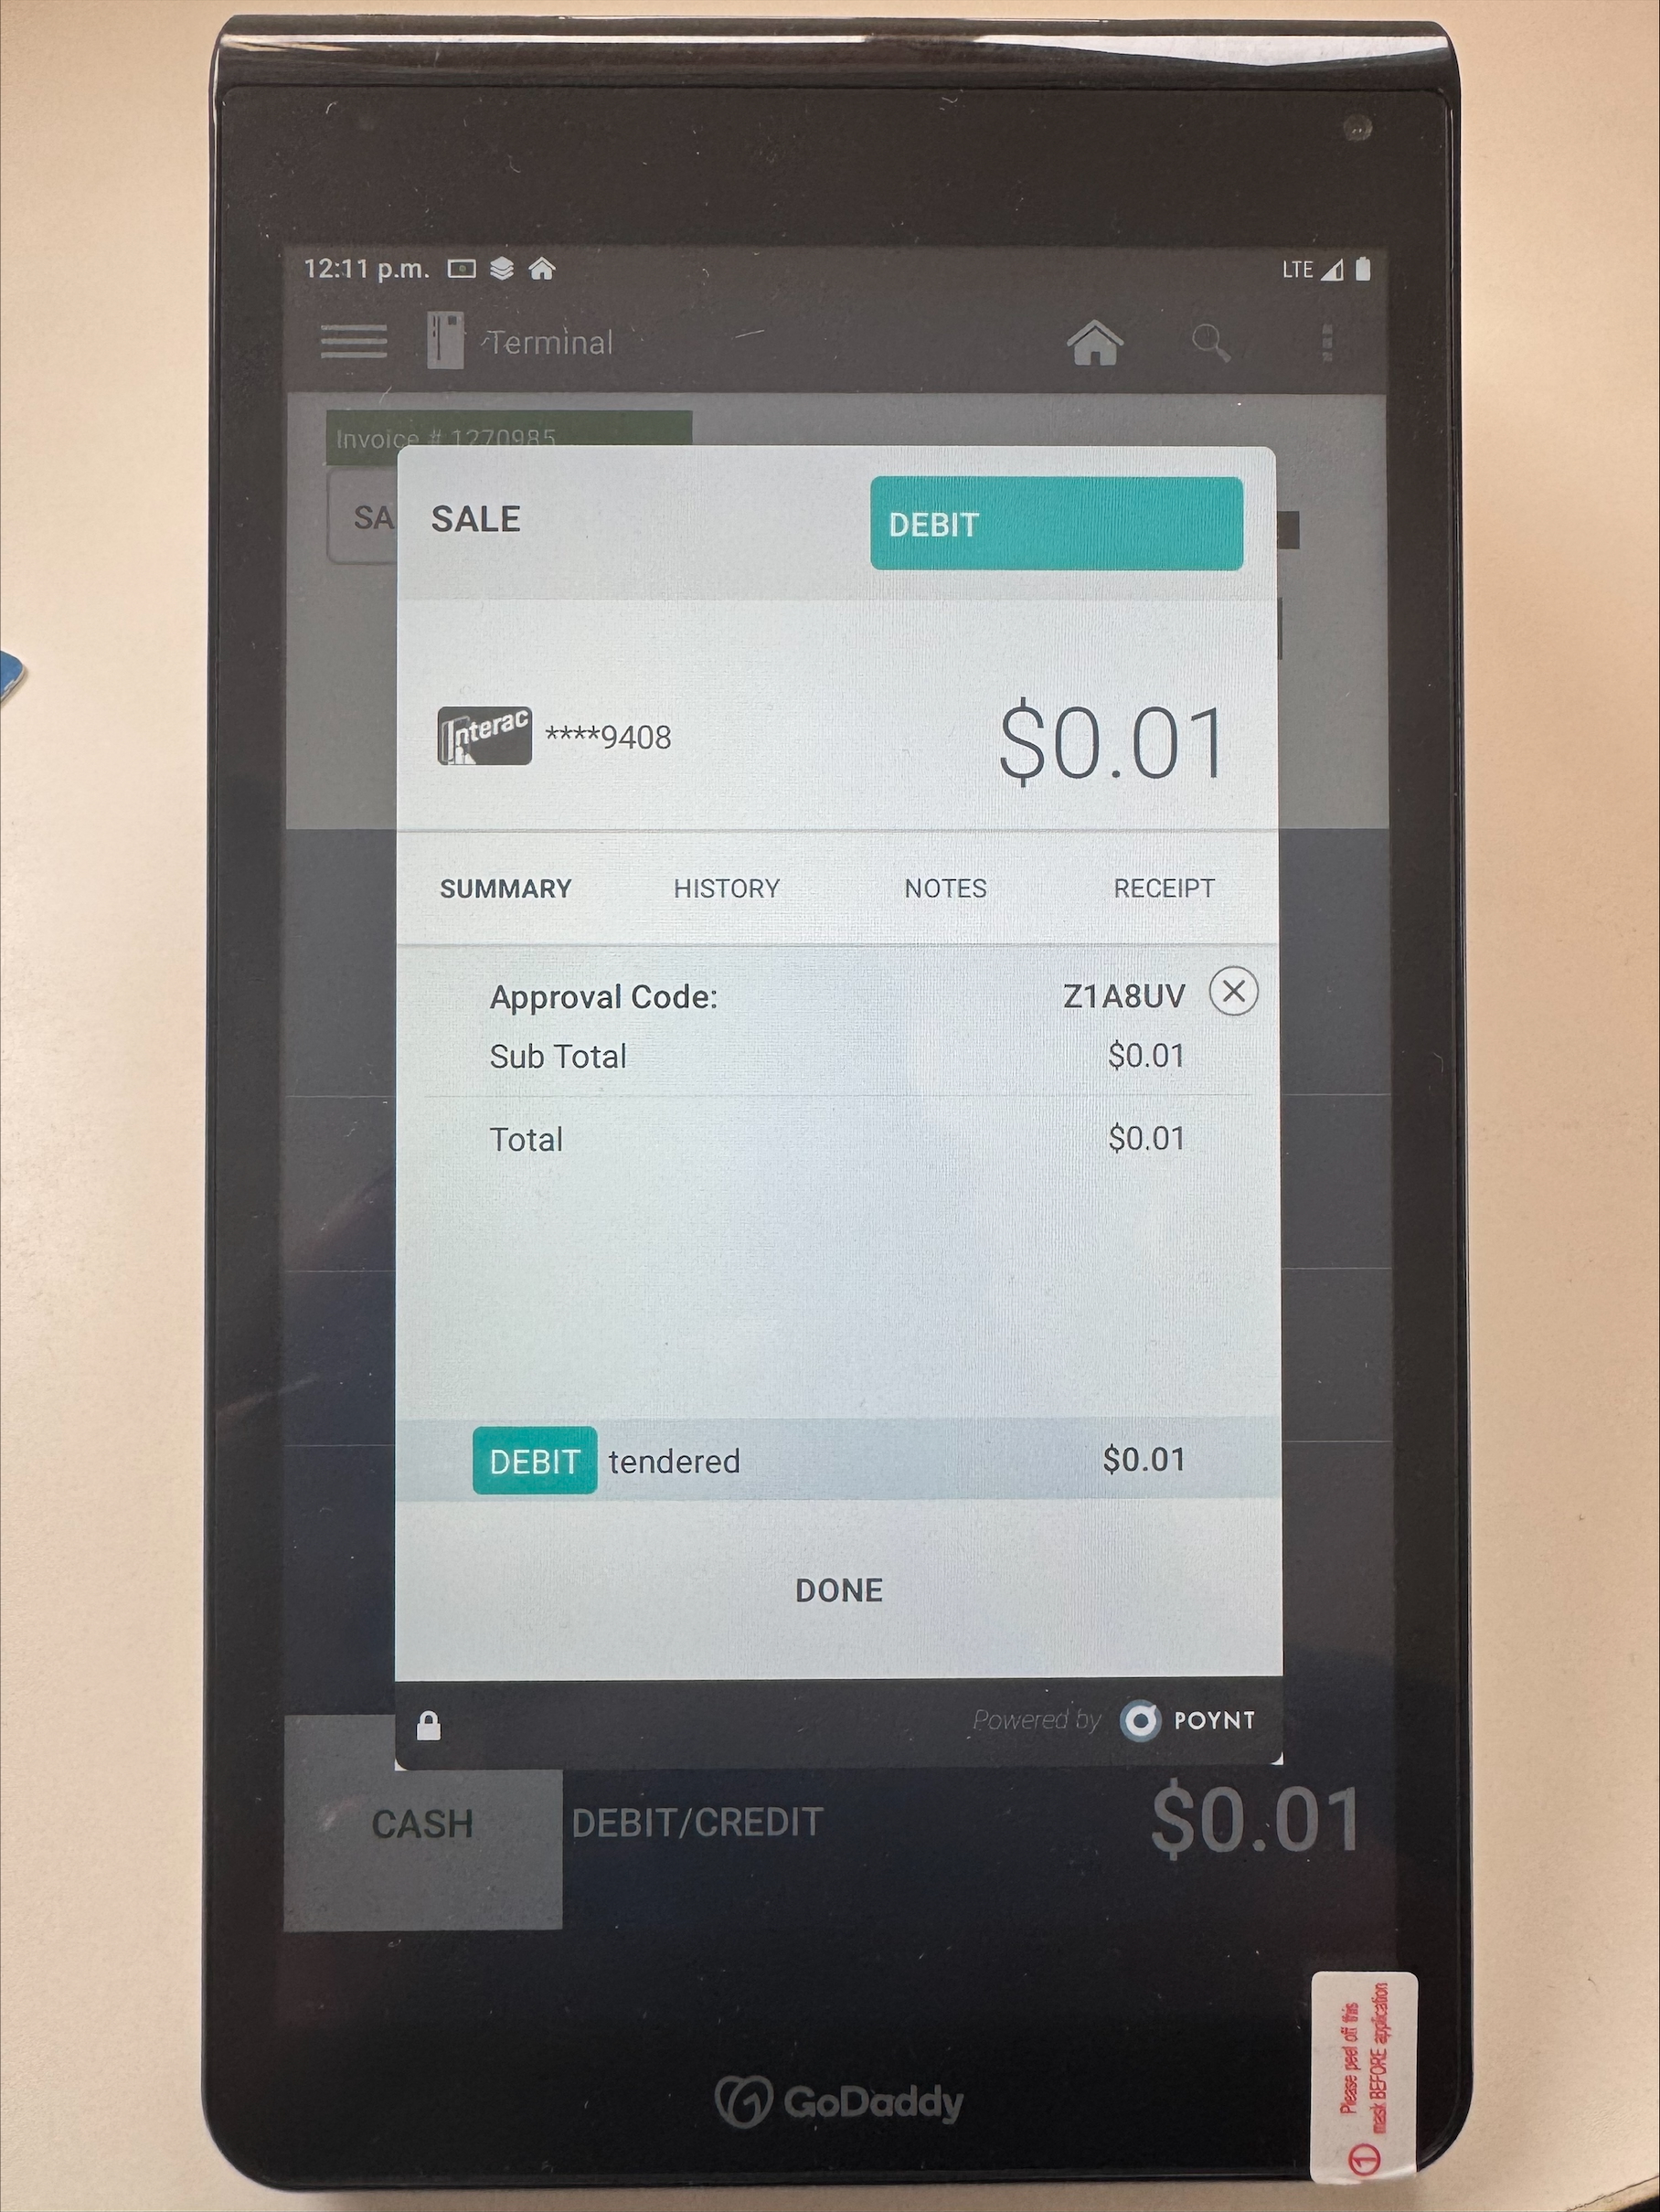 12:11 p.m. LTE
Terminal
Invoice # 1270985
SA
SALE DEBIT
Interac ****9408 $0.01
SUMMARY HISTORY NOTES RECEIPT
Approval Code: Z1A8UV
Sub Total $0.01
Total $0.01
DEBIT tendered $0.01
DONE
Powered by POYNT
CASH DEBIT/CREDIT $0.01
GoDaddy
1 Please peel off this
mask BEFORE application